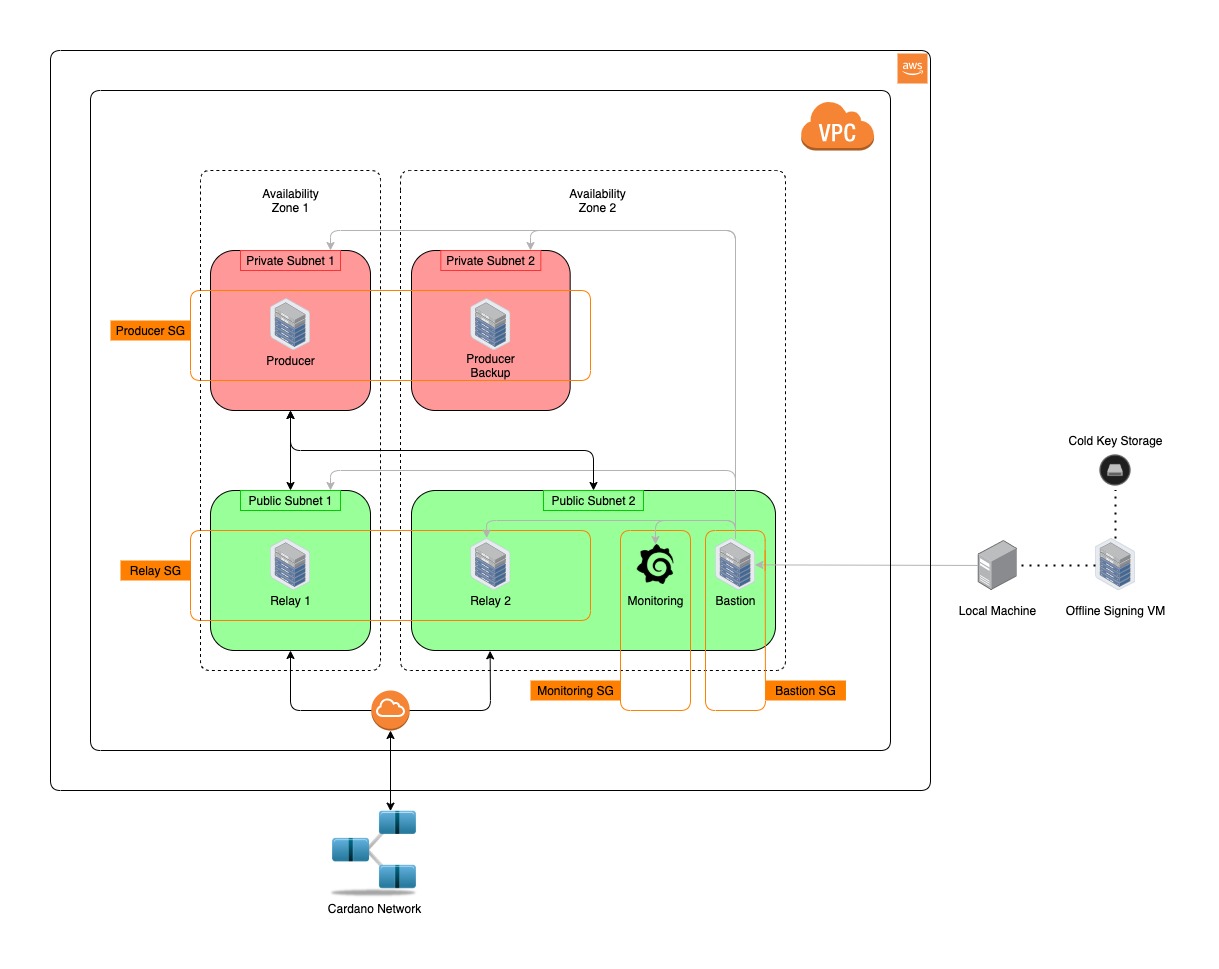 aws
VPC
Availability
Zone 1
Availability
Zone 2
Private Subnet 1
Private Subnet 2
Producer SG
Producer
Producer
Backup
Cold Key Storage
Public Subnet 1
Public Subnet 2
Relay SG
Relay 1
Relay 2
Monitoring
Bastion
Local Machine
Offline Signing VM
Monitoring SG
Bastion SG
Cardano Network